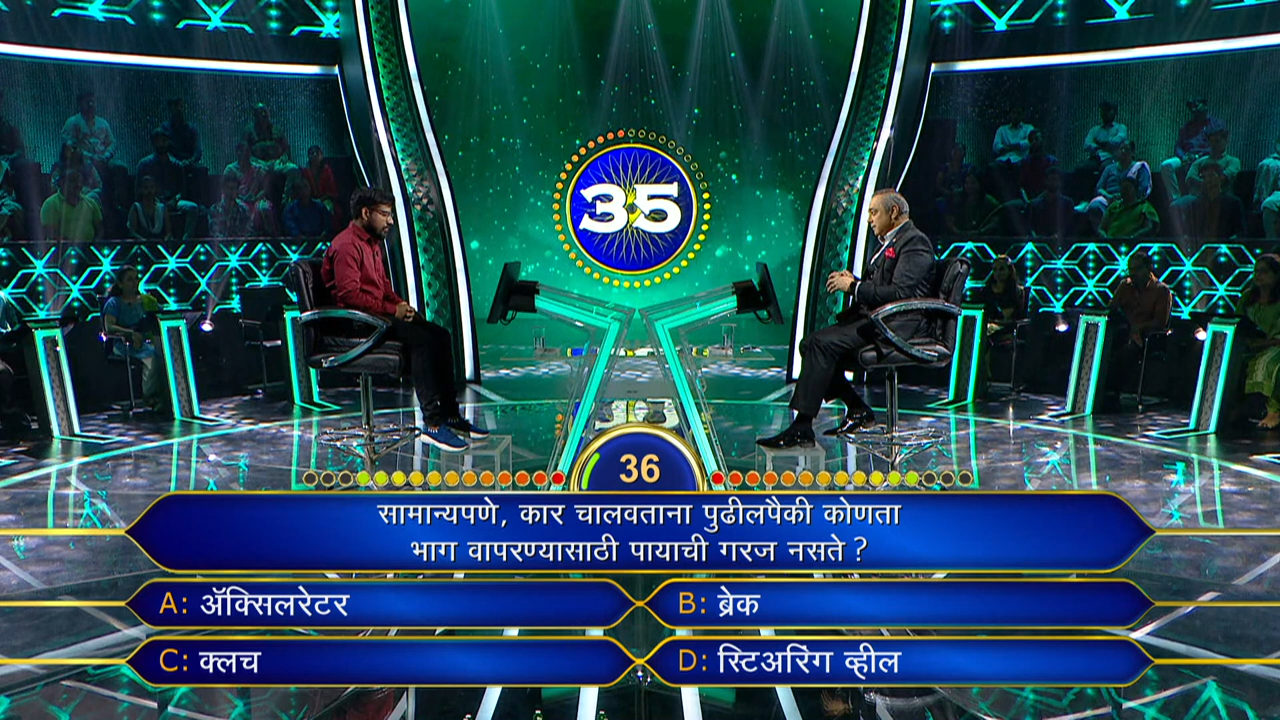 35
36
सामान्यपणे, कार चालवताना पुढीलपैकी कोणता
भाग वापरण्यासाठी पायाची गरज नसते ?
A: ॲक्सिलरेटर
B: ब्रेक
C: क्लच
D: स्टिअरिंग व्हील